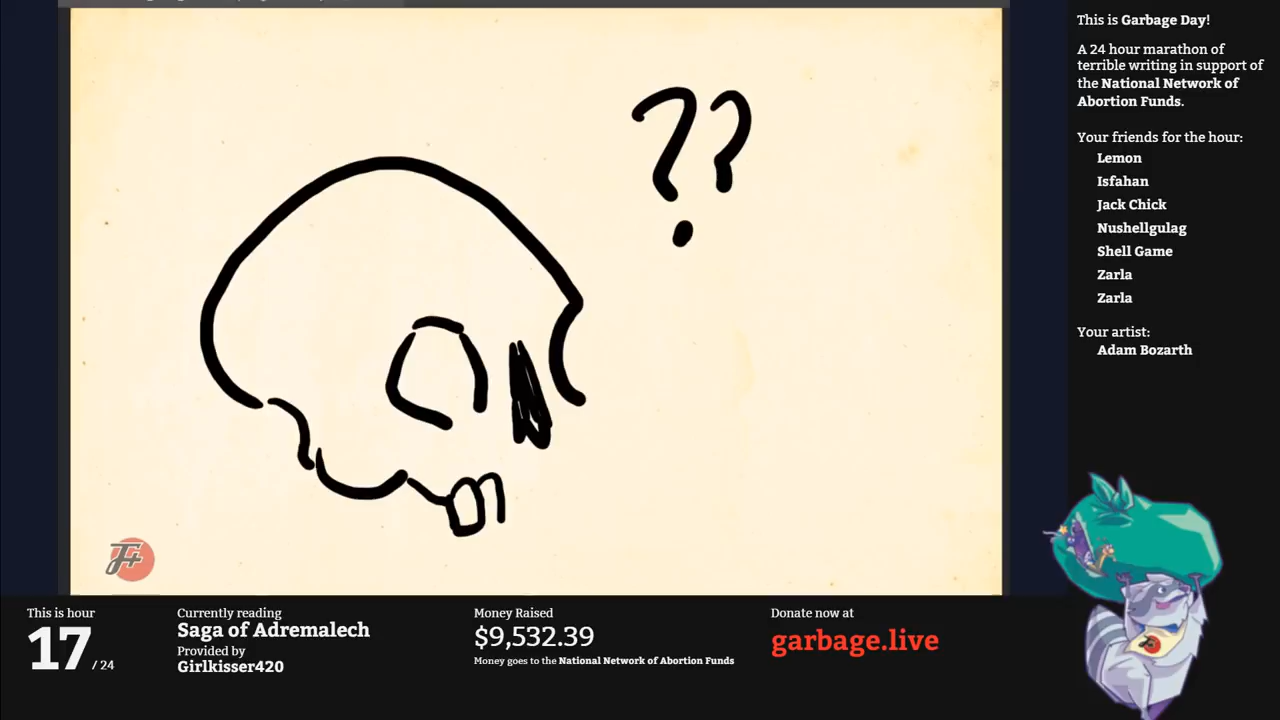 ??
This is Garbage Day!
A 24 hour marathon of
terrible writing in support of
the National Network of
Abortion Funds.
Your friends for the hour:
Lemon
Isfahan
Jack Chick
Nushellgulag
Shell Game
Zarla
Zarla
Your artist:
Adam Bozarth
J+
This is hour
17 / 24
Currently reading
Saga of Adremalech
Provided by
Girlkisser420
Money Raised
$9,532.39
Money goes to the National Network of Abortion Funds
Donate now at
garbage.live